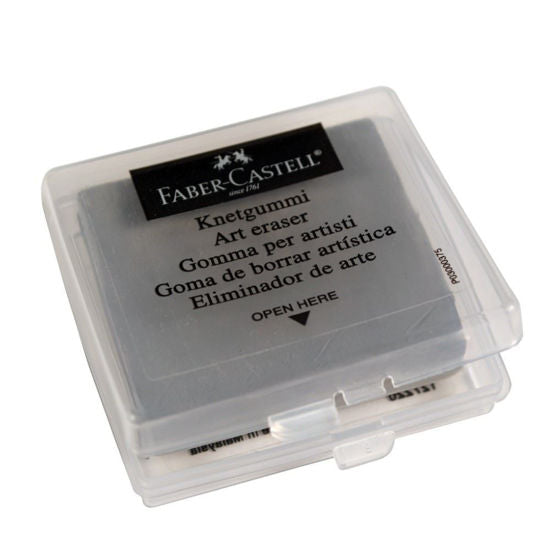 FABER-CASTELL®
since 1761
Knetgummi
Art eraser
Gomma per artisti
Goma de borrar artística
Eliminador de arte
OPEN HERE
P03000375